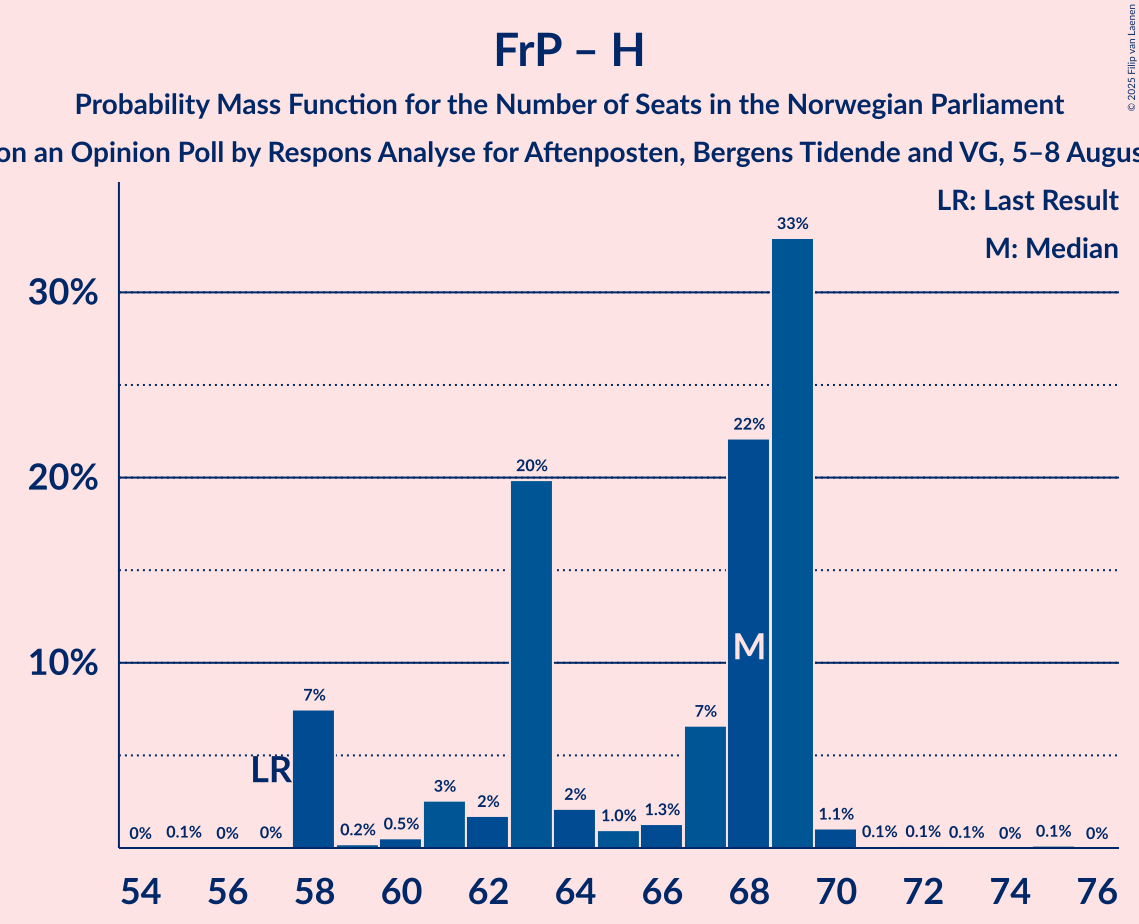 FrP – H
Probability Mass Function for the Number of Seats in the Norwegian Parliament
on an Opinion Poll by Respons Analyse for Aftenposten, Bergens Tidende and VG, 5–8 Augus
© 2025 Filip van Laenen
LR: Last Result
M: Median
33%
30%
22%
20%
20%
M
10%
7%
7%
LR
3%
2%
2%
1.0%
1.3%
1.1%
0%
0.1%
0%
0%
0.2%
0.5%
0.1%
0.1%
0.1%
0%
0.1%
0%
54 56 58 60 62 64 66 68 70 72 74 76